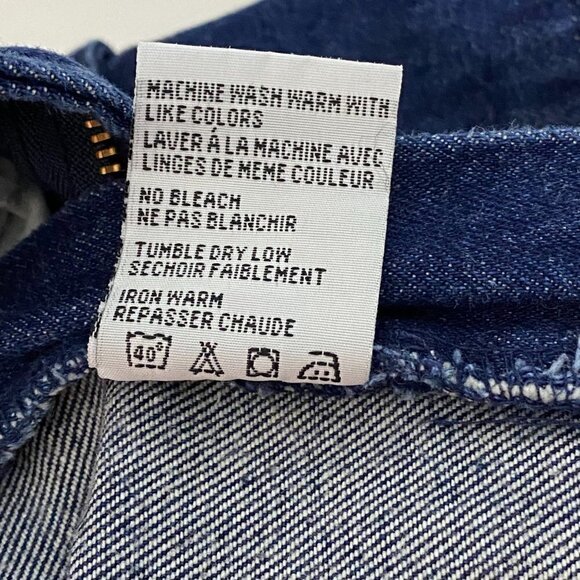 MACHINE WASH WARM WITH
LIKE COLORS
LAVER Á LA MACHINE AVEC
LINGES DE MEME COULEUR
NO BLEACH
NE PAS BLANCHIR
TUMBLE DRY LOW
SECHOIR FAIBLEMENT
IRON WARM
REPASSER CHAUDE
40°